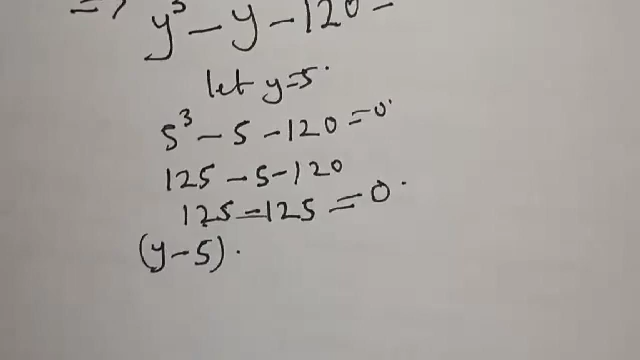 => y³ - y - 120 =
let y=5.
5³ - 5 - 120 = 0.
125 - 5 - 120
125 - 125 = 0.
(y - 5).